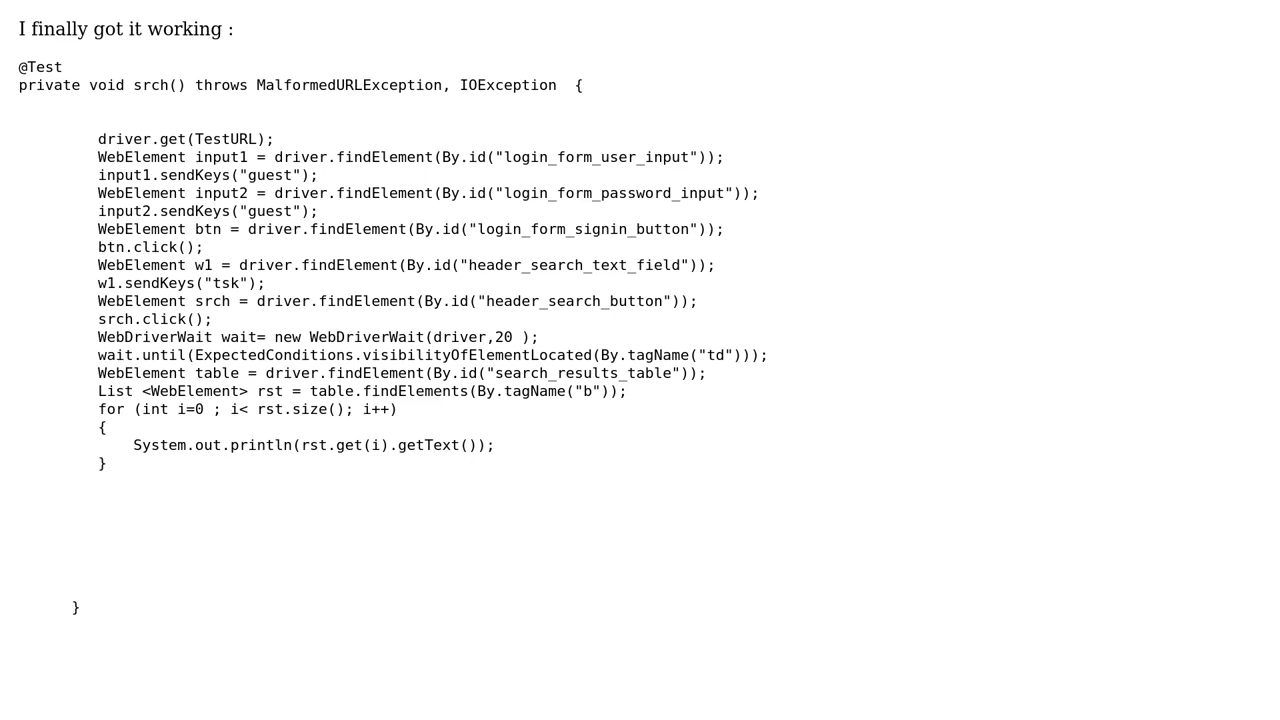 I finally got it working :
@Test
private void srch() throws MalformedURLException, IOException  {
         driver.get(TestURL);
         WebElement input1 = driver.findElement(By.id("login_form_user_input"));
         input1.sendKeys("guest");
         WebElement input2 = driver.findElement(By.id("login_form_password_input"));
         input2.sendKeys("guest");
         WebElement btn = driver.findElement(By.id("login_form_signin_button"));
         btn.click();
         WebElement w1 = driver.findElement(By.id("header_search_text_field"));
         w1.sendKeys("tsk");
         WebElement srch = driver.findElement(By.id("header_search_button"));
         srch.click();
         WebDriverWait wait= new WebDriverWait(driver,20 );
         wait.until(ExpectedConditions.visibilityOfElementLocated(By.tagName("td")));
         WebElement table = driver.findElement(By.id("search_results_table"));
         List <WebElement> rst = table.findElements(By.tagName("b"));
         for (int i=0 ; i< rst.size(); i++)
         {
             System.out.println(rst.get(i).getText());
         }
      }